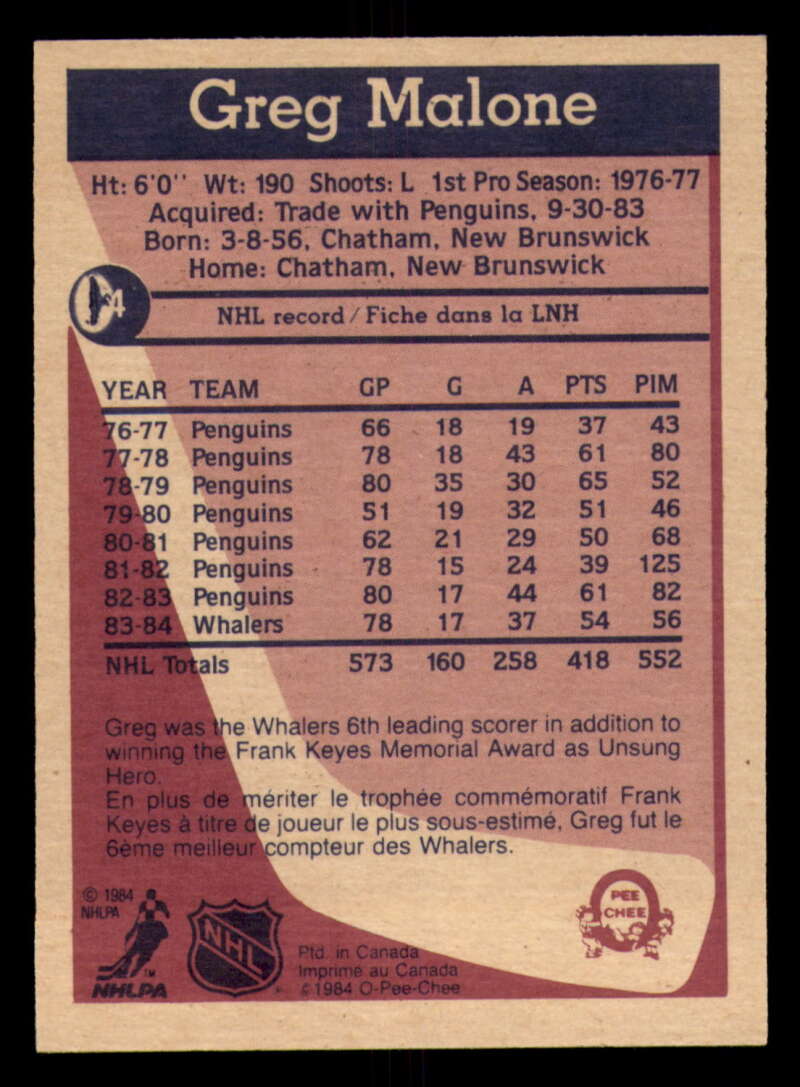 Greg Malone
Ht: 6'0" Wt: 190 Shoots: L 1st Pro Season: 1976-77
Acquired: Trade with Penguins, 9-30-83
Born: 3-8-56, Chatham, New Brunswick
Home: Chatham, New Brunswick
NHL record / Fiche dans la LNH
YEAR TEAM GP G A PTS PIM
76-77 Penguins 66 18 19 37 43
77-78 Penguins 78 18 43 61 80
78-79 Penguins 80 35 30 65 52
79-80 Penguins 51 19 32 51 46
80-81 Penguins 62 21 29 50 68
81-82 Penguins 78 15 24 39 125
82-83 Penguins 80 17 44 61 82
83-84 Whalers 78 17 37 54 56
NHL Totals 573 160 258 418 552
Greg was the Whalers 6th leading scorer in addition to
winning the Frank Keyes Memorial Award as Unsung
Hero.
En plus de mériter le trophée commémoratif Frank
Keyes à titre de joueur le plus sous-estimé, Greg fut le
6ème meilleur compteur des Whalers.
© 1984
NHLPA
TM
NHLPA
NHL
Ptd. in Canada
Imprimé au Canada
© 1984 O-Pee-Chee
PEE
CHEE